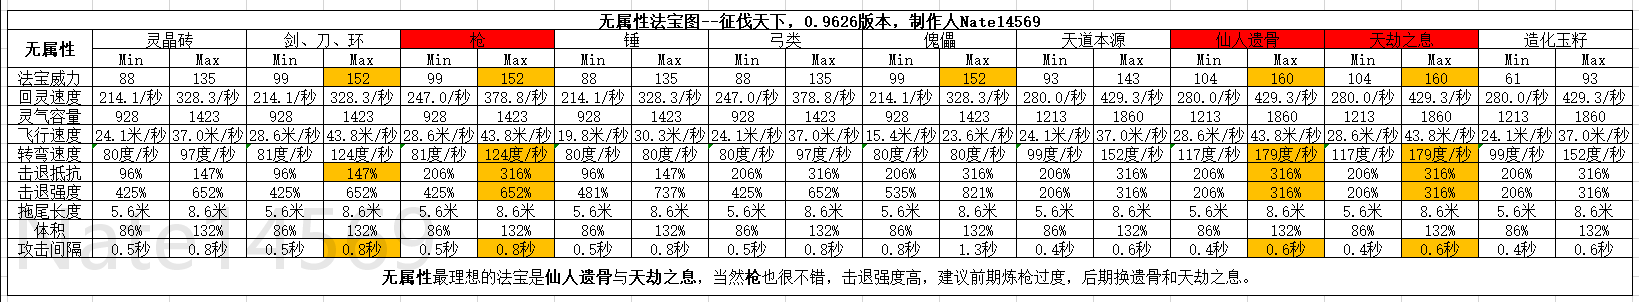 无属性法宝图--征伐天下，0.9626版本，制作人Nate14569
无属性 灵晶砖 剑、刀、环 枪 锤 弓类 傀儡 天道本源 仙人遗骨 天劫之息 造化玉籽
Min Max Min Max Min Max Min Max Min Max Min Max Min Max Min Max Min Max Min Max
法宝威力 88 135 99 152 99 152 88 135 88 135 99 152 93 143 104 160 104 160 61 93
回灵速度 214.1/秒 328.3/秒 214.1/秒 328.3/秒 247.0/秒 378.8/秒 214.1/秒 328.3/秒 247.0/秒 378.8/秒 214.1/秒 328.3/秒 280.0/秒 429.3/秒 280.0/秒 429.3/秒 280.0/秒 429.3/秒 280.0/秒 429.3/秒
灵气容量 928 1423 928 1423 928 1423 928 1423 928 1423 928 1423 1213 1860 1213 1860 1213 1860 1213 1860
飞行速度 24.1米/秒 37.0米/秒 28.6米/秒 43.8米/秒 28.6米/秒 43.8米/秒 19.8米/秒 30.3米/秒 24.1米/秒 37.0米/秒 15.4米/秒 23.6米/秒 24.1米/秒 37.0米/秒 28.6米/秒 43.8米/秒 28.6米/秒 43.8米/秒 24.1米/秒 37.0米/秒
转弯速度 80度/秒 97度/秒 81度/秒 124度/秒 81度/秒 124度/秒 80度/秒 80度/秒 80度/秒 97度/秒 80度/秒 80度/秒 99度/秒 152度/秒 117度/秒 179度/秒 117度/秒 179度/秒 99度/秒 152度/秒
击退抵抗 96% 147% 96% 147% 206% 316% 96% 147% 206% 316% 206% 316% 206% 316% 206% 316% 206% 316% 206% 316%
击退强度 425% 652% 425% 652% 425% 652% 481% 737% 425% 652% 535% 821% 206% 316% 206% 316% 206% 316% 206% 316%
拖尾长度 5.6米 8.6米 5.6米 8.6米 5.6米 8.6米 5.6米 8.6米 5.6米 8.6米 5.6米 8.6米 5.6米 8.6米 5.6米 8.6米 5.6米 8.6米 5.6米 8.6米
体积 86% 132% 86% 132% 86% 132% 86% 132% 86% 132% 86% 132% 86% 132% 86% 132% 86% 132% 86% 132%
攻击间隔 0.5秒 0.8秒 0.5秒 0.8秒 0.5秒 0.8秒 0.5秒 0.8秒 0.5秒 0.8秒 0.8秒 1.3秒 0.4秒 0.6秒 0.4秒 0.6秒 0.4秒 0.6秒 0.4秒 0.6秒
无属性最理想的法宝是仙人遗骨与天劫之息，当然枪也很不错，击退强度高，建议前期炼枪过度，后期换遗骨和天劫之息。
Nate14569